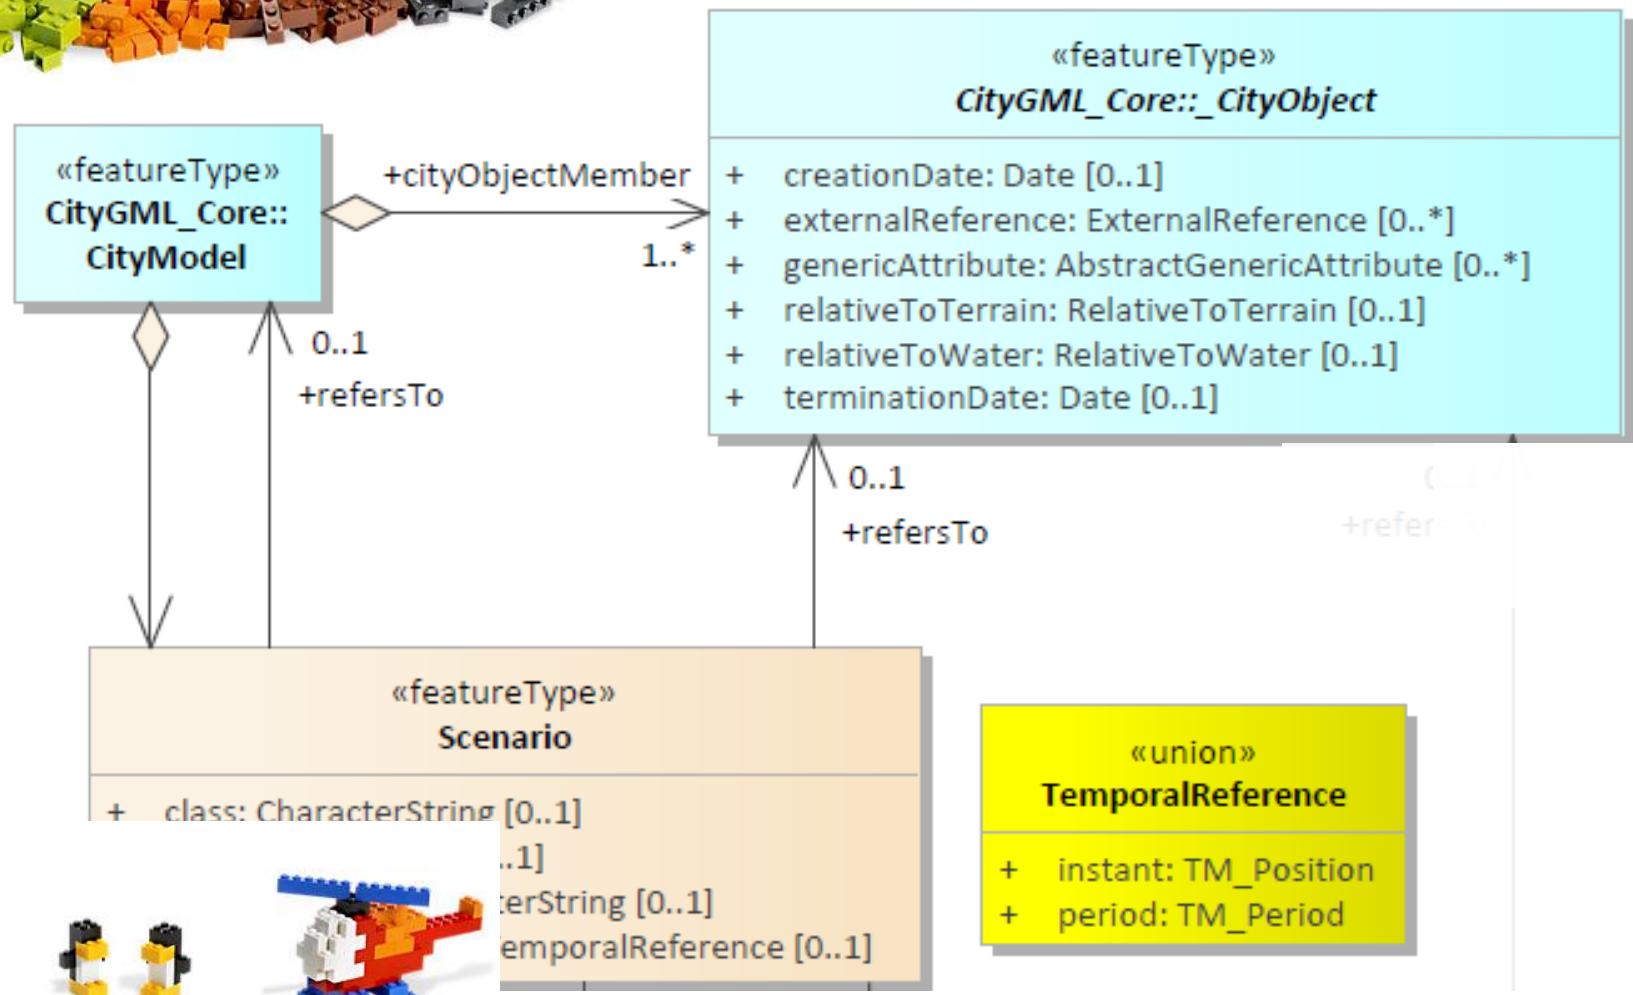 «featureType»
CityGML_Core::_CityObject
+ creationDate: Date [0..1]
+ externalReference: ExternalReference [0..*]
+ genericAttribute: AbstractGenericAttribute [0..*]
+ relativeToTerrain: RelativeToTerrain [0..1]
+ relativeToWater: RelativeToWater [0..1]
+ terminationDate: Date [0..1]
«featureType»
CityGML_Core::
CityModel
+cityObjectMember
1..*
0..1
+refersTo
0..1
+refersTo
«featureType»
Scenario
+ class: CharacterString [0..1]
..1]
terString [0..1]
emporalReference [0..1]
«union»
TemporalReference
+ instant: TM_Position
+ period: TM_Period